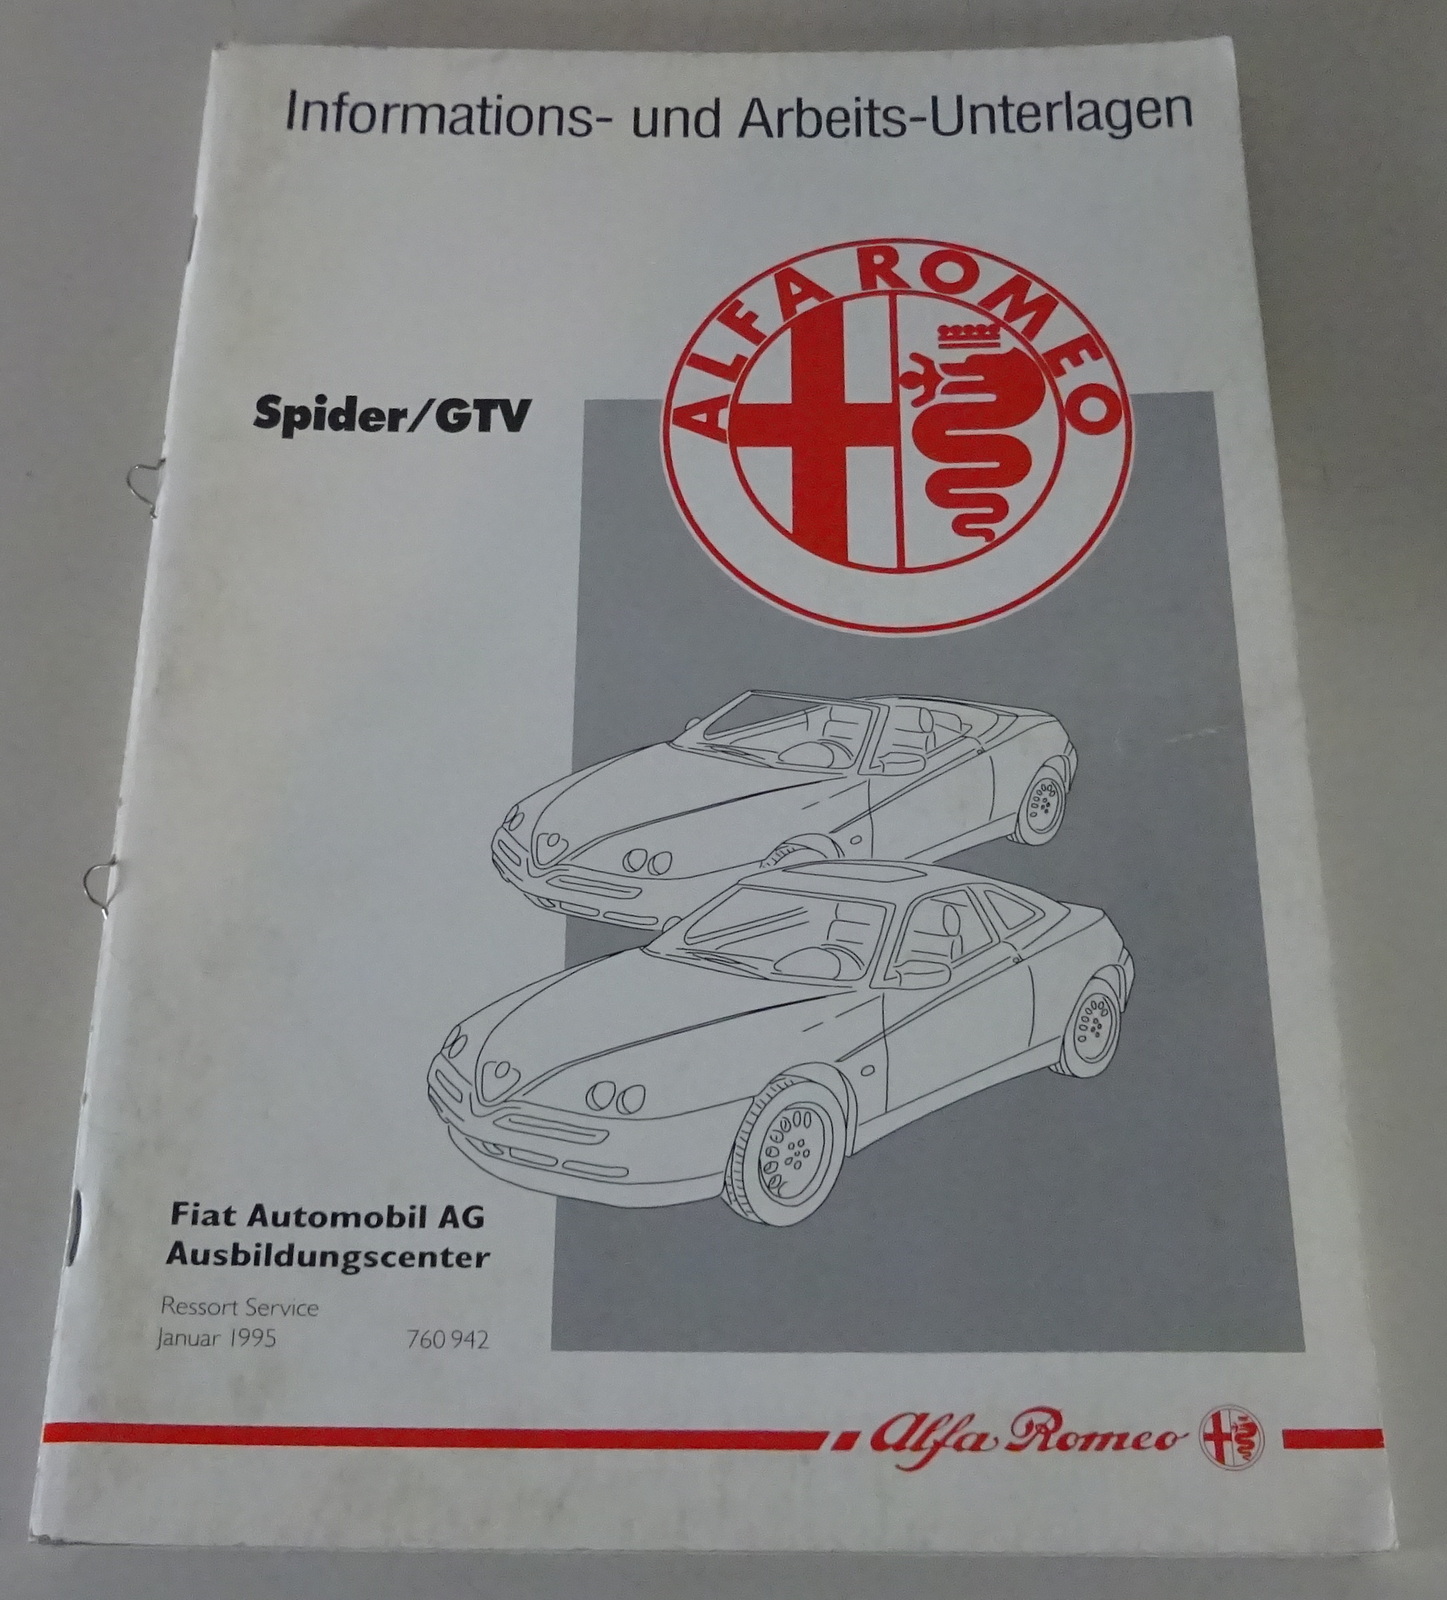 Informations- und Arbeits-Unterlagen
ALFA ROMEO
Spider/GTV
Fiat Automobil AG
Ausbildungscenter
Ressort Service
Januar 1995 760 942
Alfa Romeo